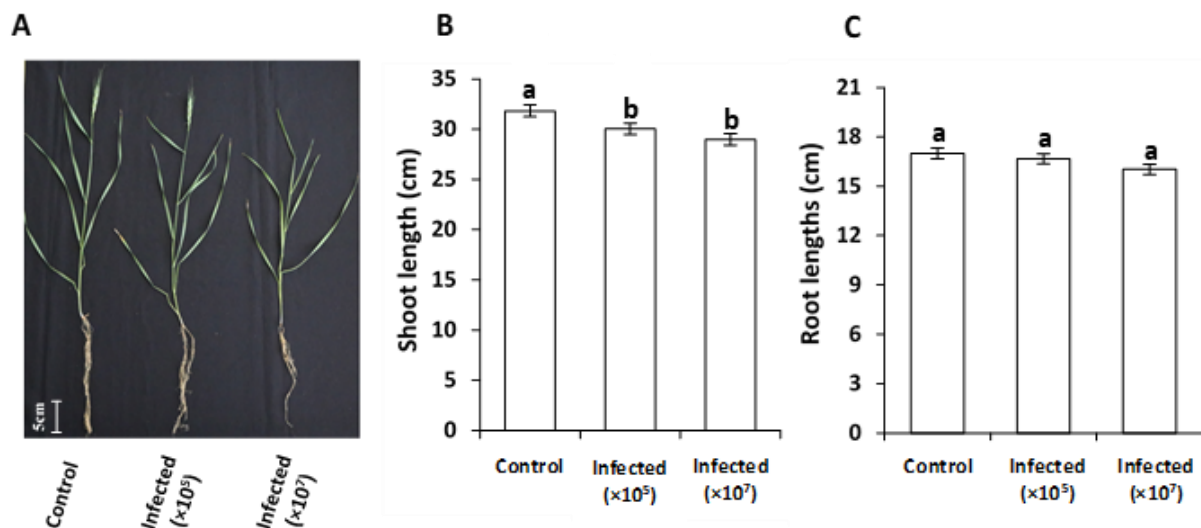 A
5cm
Control
Infected
(×10⁵)
Infected
(×10⁷)
B
Shoot length (cm)
35
30
25
20
15
10
5
0
a
b
b
Control
Infected
(×10⁵)
Infected
(×10⁷)
C
Root lengths (cm)
21
18
15
12
9
6
3
0
a
a
a
Control
Infected
(×10⁵)
Infected
(×10⁷)